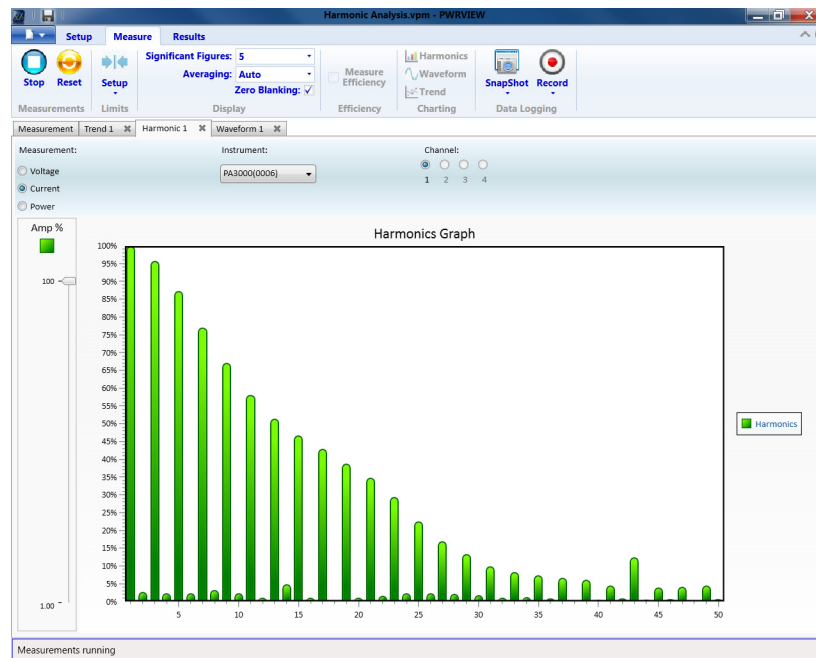 Harmonic Analysis.vpm - PWRVIEW
Setup Measure Results
Stop Reset
Measurements
Setup
Limits
Significant Figures: 5
Averaging: Auto
Zero Blanking:
Display
Measure Efficiency
Efficiency
Harmonics
Waveform
Trend
Charting
SnapShot Record
Data Logging
Measurement Trend 1 Harmonic 1 Waveform 1
Measurement:
Voltage
Current
Power
Instrument:
PA3000(0006)
Channel:
1 2 3 4
Amp %
100
1.00
Harmonics Graph
100%
95%
90%
85%
80%
75%
70%
65%
60%
55%
50%
45%
40%
35%
30%
25%
20%
15%
10%
5%
0%
5 10 15 20 25 30 35 40 45 50
Harmonics
Measurements running